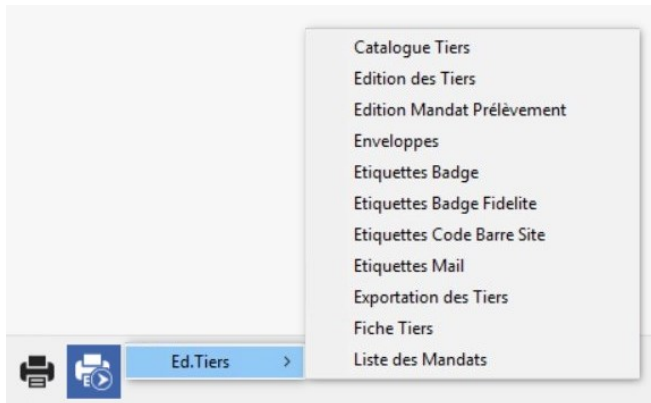 Catalogue Tiers
Edition des Tiers
Edition Mandat Prélèvement
Enveloppes
Etiquettes Badge
Etiquettes Badge Fidelite
Etiquettes Code Barre Site
Etiquettes Mail
Exportation des Tiers
Fiche Tiers
Liste des Mandats
E
Ed.Tiers